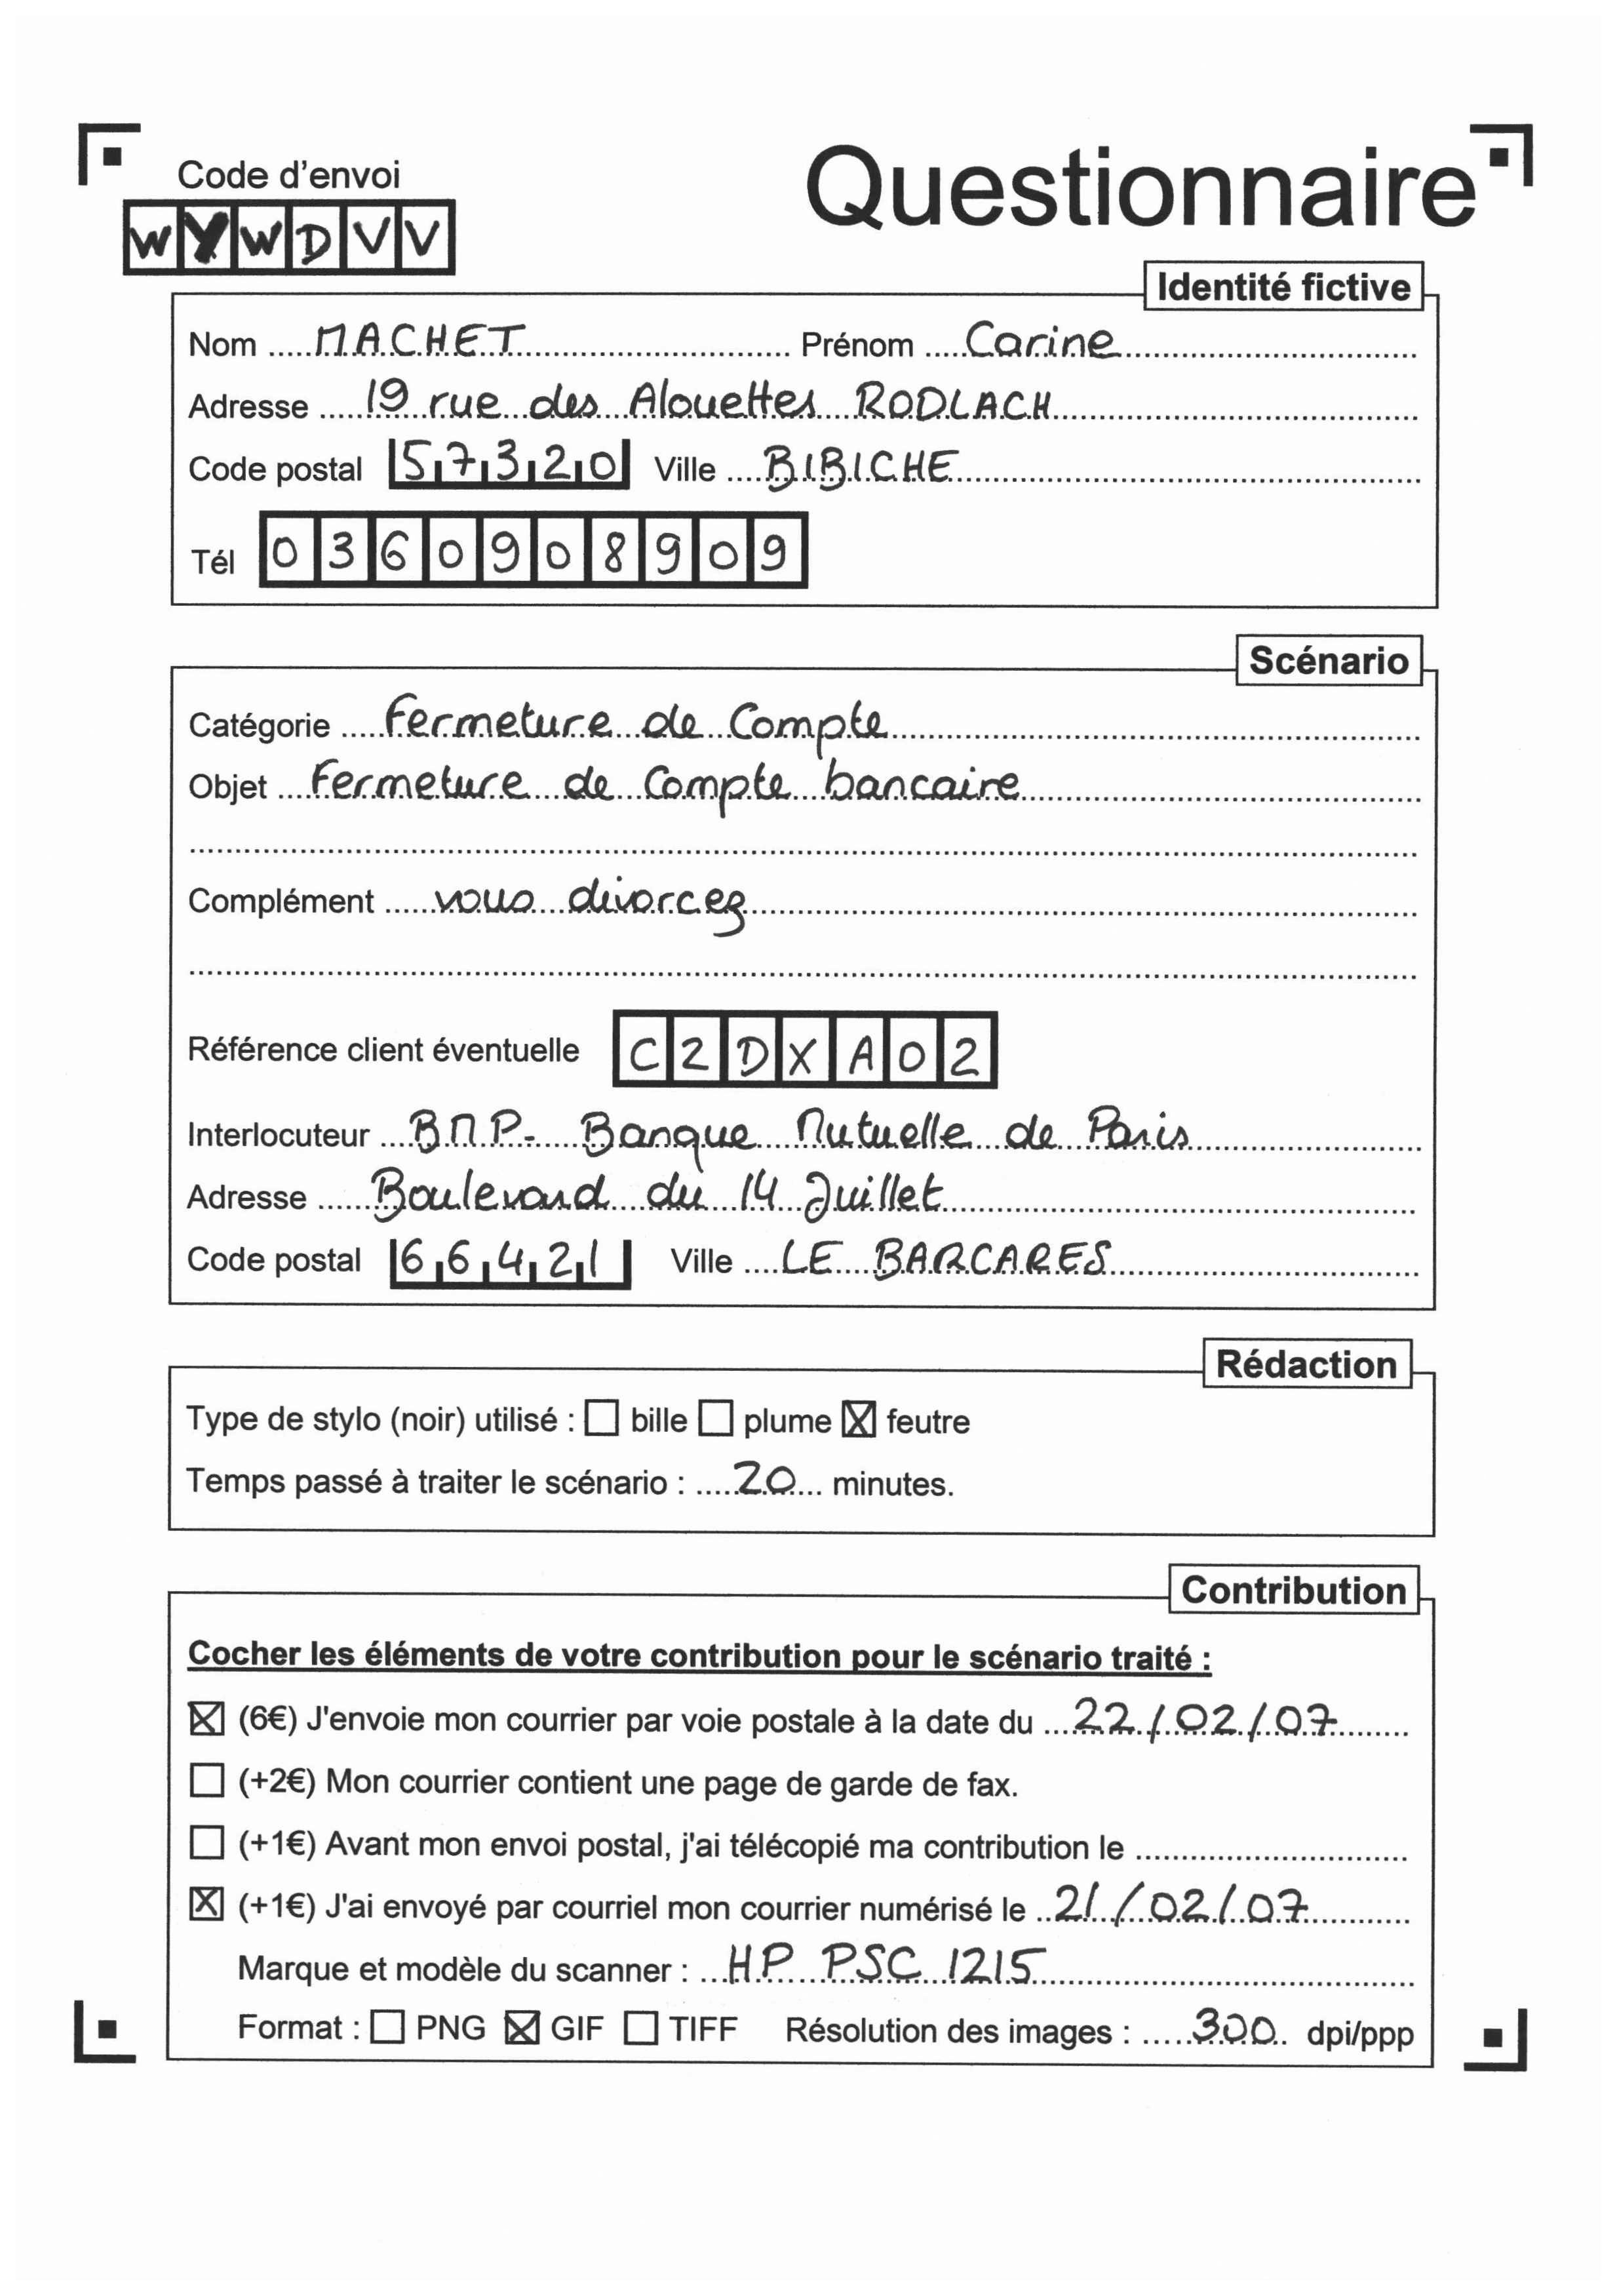 Code d'envoi
Questionnaire
WYWDVV
Identité fictive
Nom MACHET Prénom Carine
Adresse 19 rue des Alouettes RODLACH
Code postal 57320 Ville BIBICHE
Tél 0360908909
Scénario
Catégorie Fermeture de Compte
Objet Fermeture de Compte bancaire
Complément vous divorcez
Référence client éventuelle C2DXA02
Interlocuteur BMP- Banque Mutuelle de Paris
Adresse Boulevard du 14 Juillet
Code postal 66421 Ville LE BARCARES
Rédaction
Type de stylo (noir) utilisé : ☐ bille ☐ plume ☒ feutre
Temps passé à traiter le scénario : 20 minutes.
Contribution
Cocher les éléments de votre contribution pour le scénario traité :
☒ (6€) J'envoie mon courrier par voie postale à la date du 22/02/07
☐ (+2€) Mon courrier contient une page de garde de fax.
☐ (+1€) Avant mon envoi postal, j'ai télécopié ma contribution le
☒ (+1€) J'ai envoyé par courriel mon courrier numérisé le 21/02/07
Marque et modèle du scanner : HP PSC 1215
Format : ☐ PNG ☒ GIF ☐ TIFF Résolution des images : 300 dpi/ppp